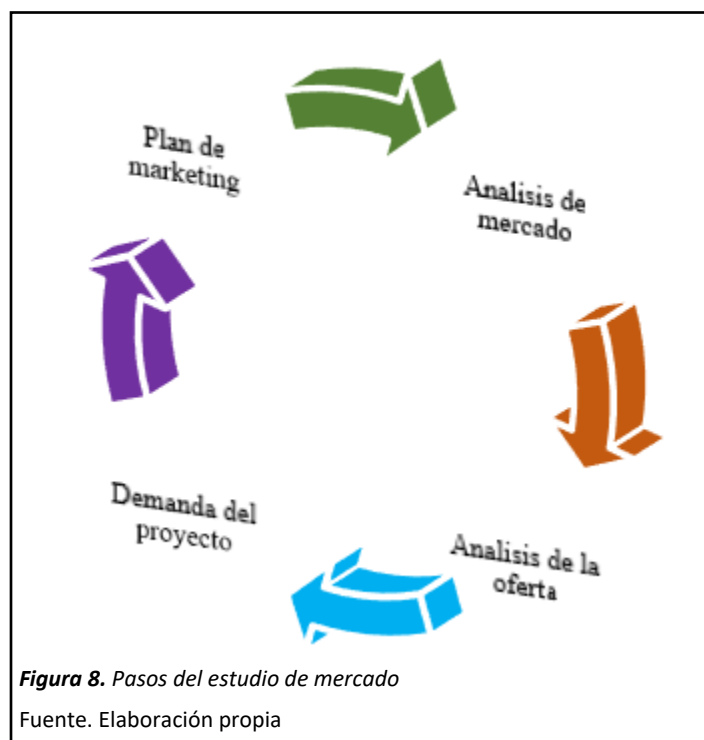 Plan de
marketing
Analisis de
mercado
Demanda del
proyecto
Analisis de la
oferta
Figura 8. Pasos del estudio de mercado
Fuente. Elaboración propia